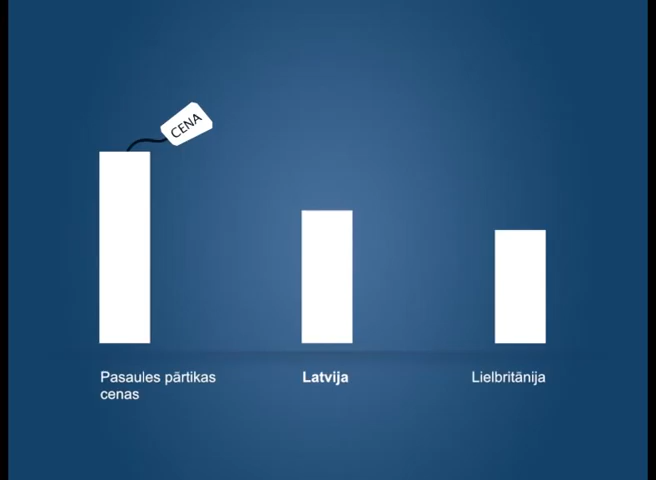 CENA
Pasaules pārtikas
cenas
Latvija
Lielbritānija